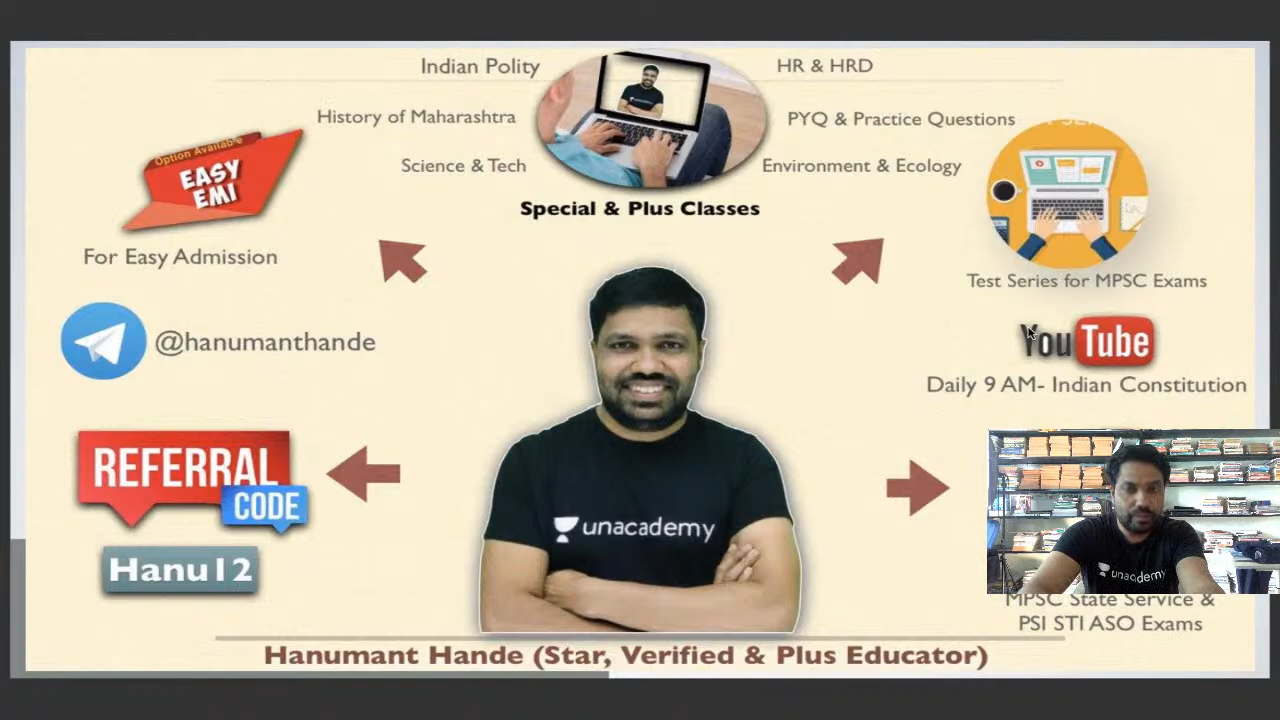 Indian Polity
HR & HRD
History of Maharashtra
PYQ & Practice Questions
Science & Tech
Environment & Ecology
Special & Plus Classes
Option Available
EASY
EMI
For Easy Admission
Test Series for MPSC Exams
@hanumanthande
YouTube
Daily 9 AM- Indian Constitution
REFERRAL
CODE
Hanu12
unacademy
unacademy
unacademy
MPSC State Service &
PSI STI ASO Exams
Hanumant Hande (Star, Verified & Plus Educator)